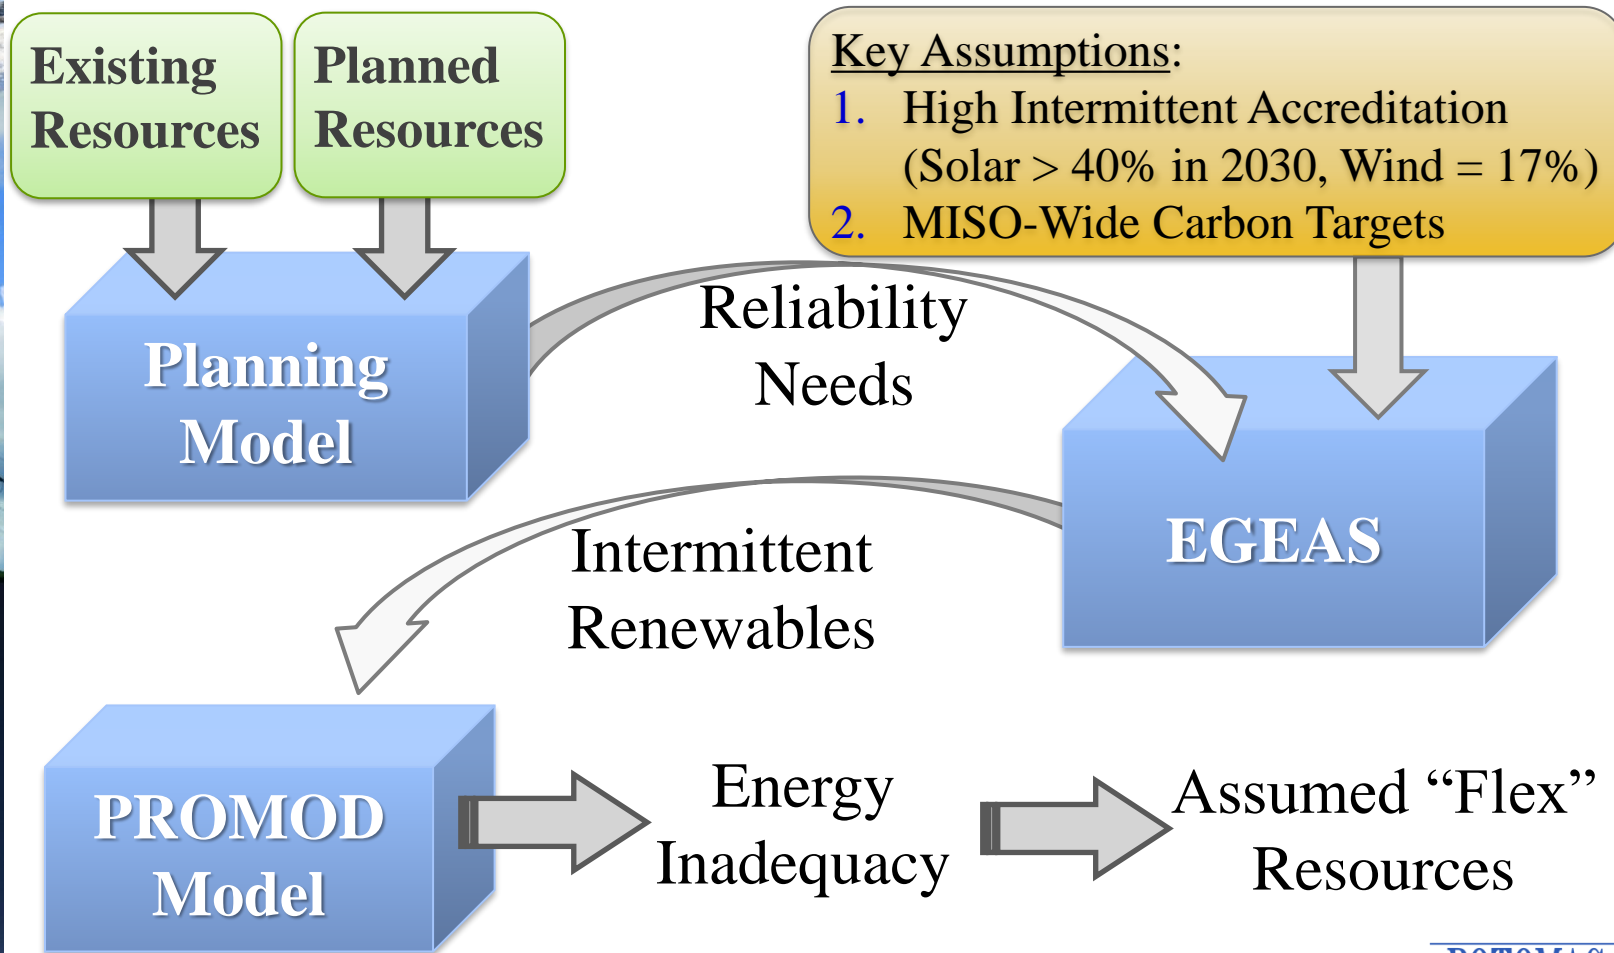 Existing
Resources
Planned
Resources
Key Assumptions:
1. High Intermittent Accreditation
(Solar > 40% in 2030, Wind = 17%)
2. MISO-Wide Carbon Targets
Reliability
Needs
Planning
Model
EGEAS
Intermittent
Renewables
PROMOD
Model
Energy
Inadequacy
Assumed “Flex”
Resources